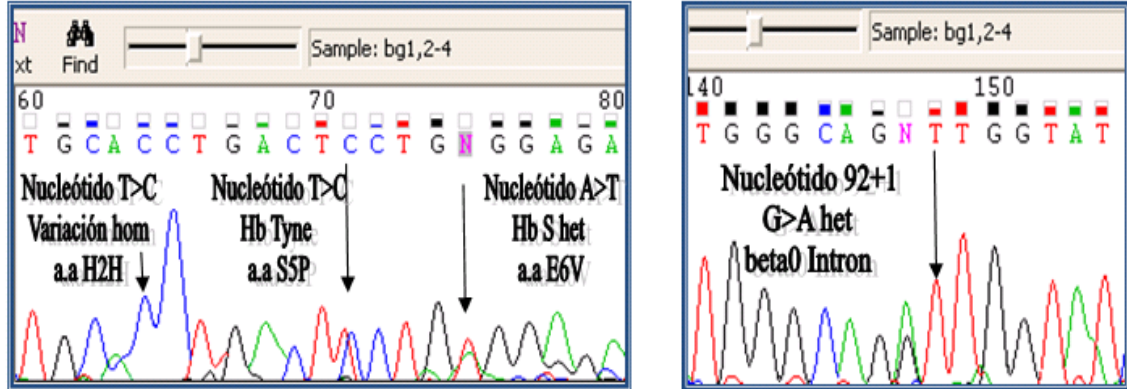 N
xt Find Sample: bg1,2-4
60 70 80
T G C A C C T G A C T C C T G N G G A G A
Nucleótido T>C
Variación hom
a.a H2H
Nucleótido T>C
Hb Tyne
a.a S5P
Nucleótido A>T
Hb S het
a.a E6V
Sample: bg1,2-4
140 150
T G G G C A G N T T G G T A T
Nucleótido 92+1
G>A het
beta0 Intron